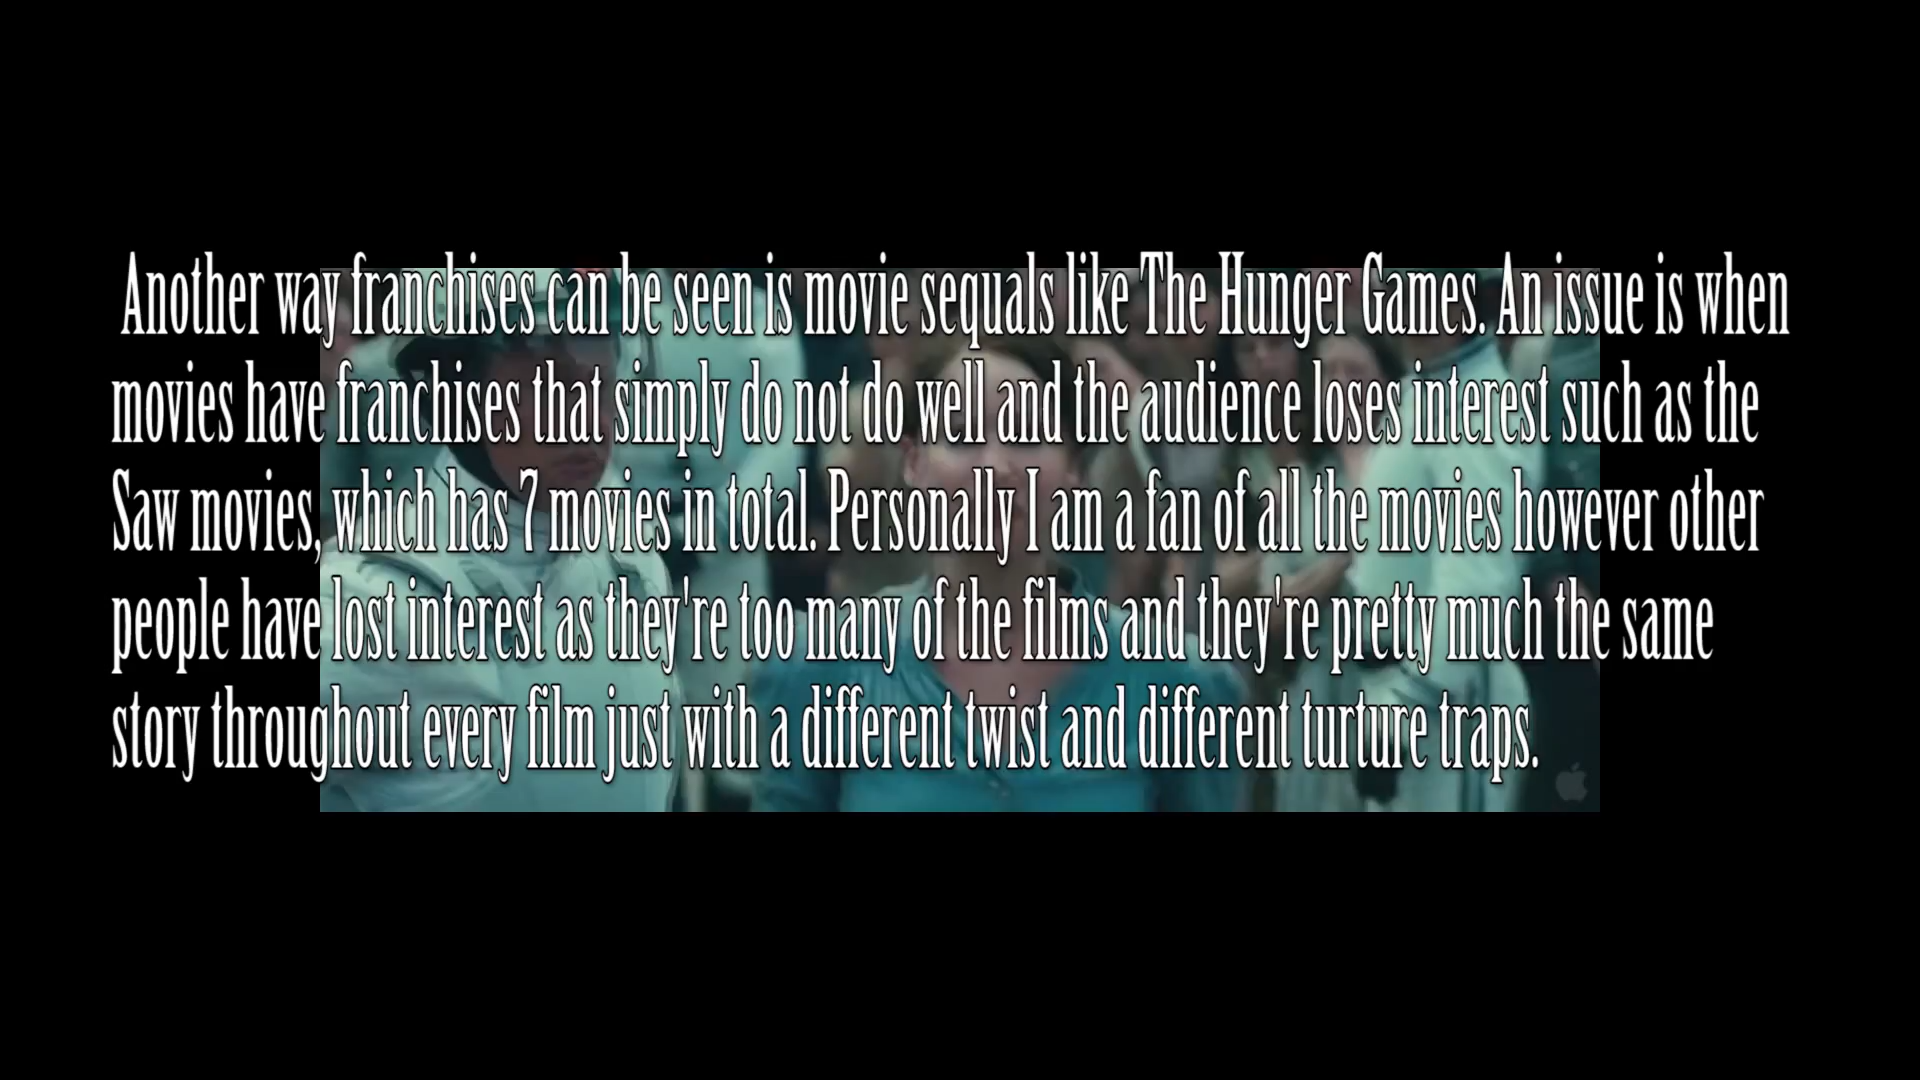 Another way franchises can be seen is movie sequals like The Hunger Games. An issue is when
movies have franchises that simply do not do well and the audience loses interest such as the
Saw movies, which has 7 movies in total. Personally I am a fan of all the movies however other
people have lost interest as they're too many of the films and they're pretty much the same
story throughout every film just with a different twist and different turture traps.